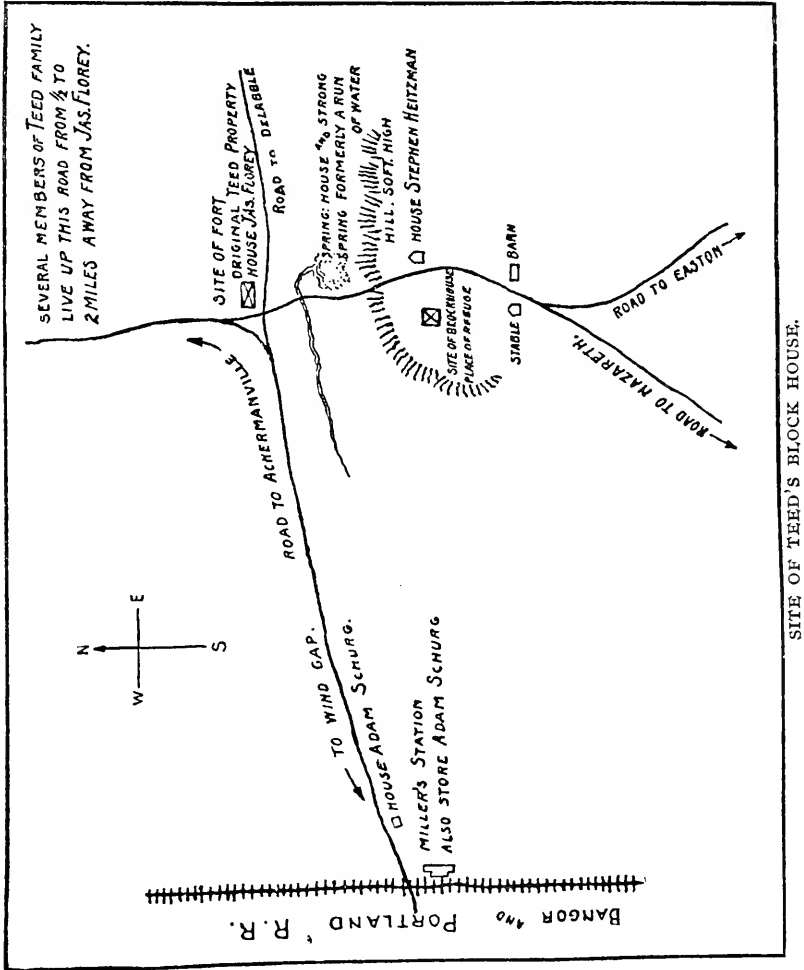 SEVERAL MEMBERS OF TEED FAMILY
LIVE UP THIS ROAD FROM ½ TO
2 MILES AWAY FROM JAS. FLOREY.
SITE OF FORT
ORIGINAL TEED PROPERTY
HOUSE JAS. FLOREY
ROAD TO DELABBLE
SPRING HOUSE AND STRONG
SPRING FORMERLY A RUN
OF WATER
HILL. 50FT. HIGH
HOUSE STEPHEN HEITZMAN
SITE OF BLOCKHOUSE
PLACE OF REFUGE
STABLE
BARN
ROAD TO EASTON
ROAD TO NAZARETH.
ROAD TO ACKERMANVILLE
N
W
E
S
TO WIND GAP.
HOUSE ADAM SCHURG.
MILLER'S STATION
ALSO STORE ADAM SCHURG
BANGOR AND PORTLAND R.R.
SITE OF TEED'S BLOCK HOUSE.